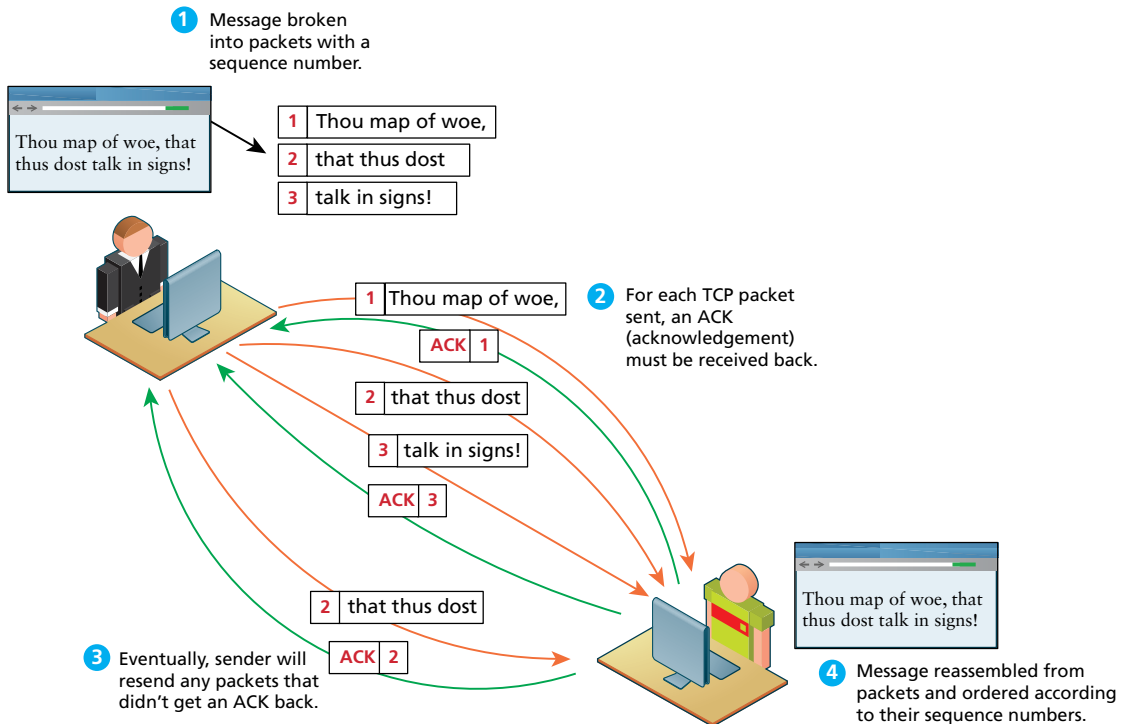 1 Message broken
into packets with a
sequence number.
Thou map of woe, that
thus dost talk in signs!
1 Thou map of woe,
2 that thus dost
3 talk in signs!
1 Thou map of woe,
ACK 1
2 For each TCP packet
sent, an ACK
(acknowledgement)
must be received back.
2 that thus dost
3 talk in signs!
ACK 3
2 that thus dost
ACK 2
3 Eventually, sender will
resend any packets that
didn't get an ACK back.
Thou map of woe, that
thus dost talk in signs!
4 Message reassembled from
packets and ordered according
to their sequence numbers.